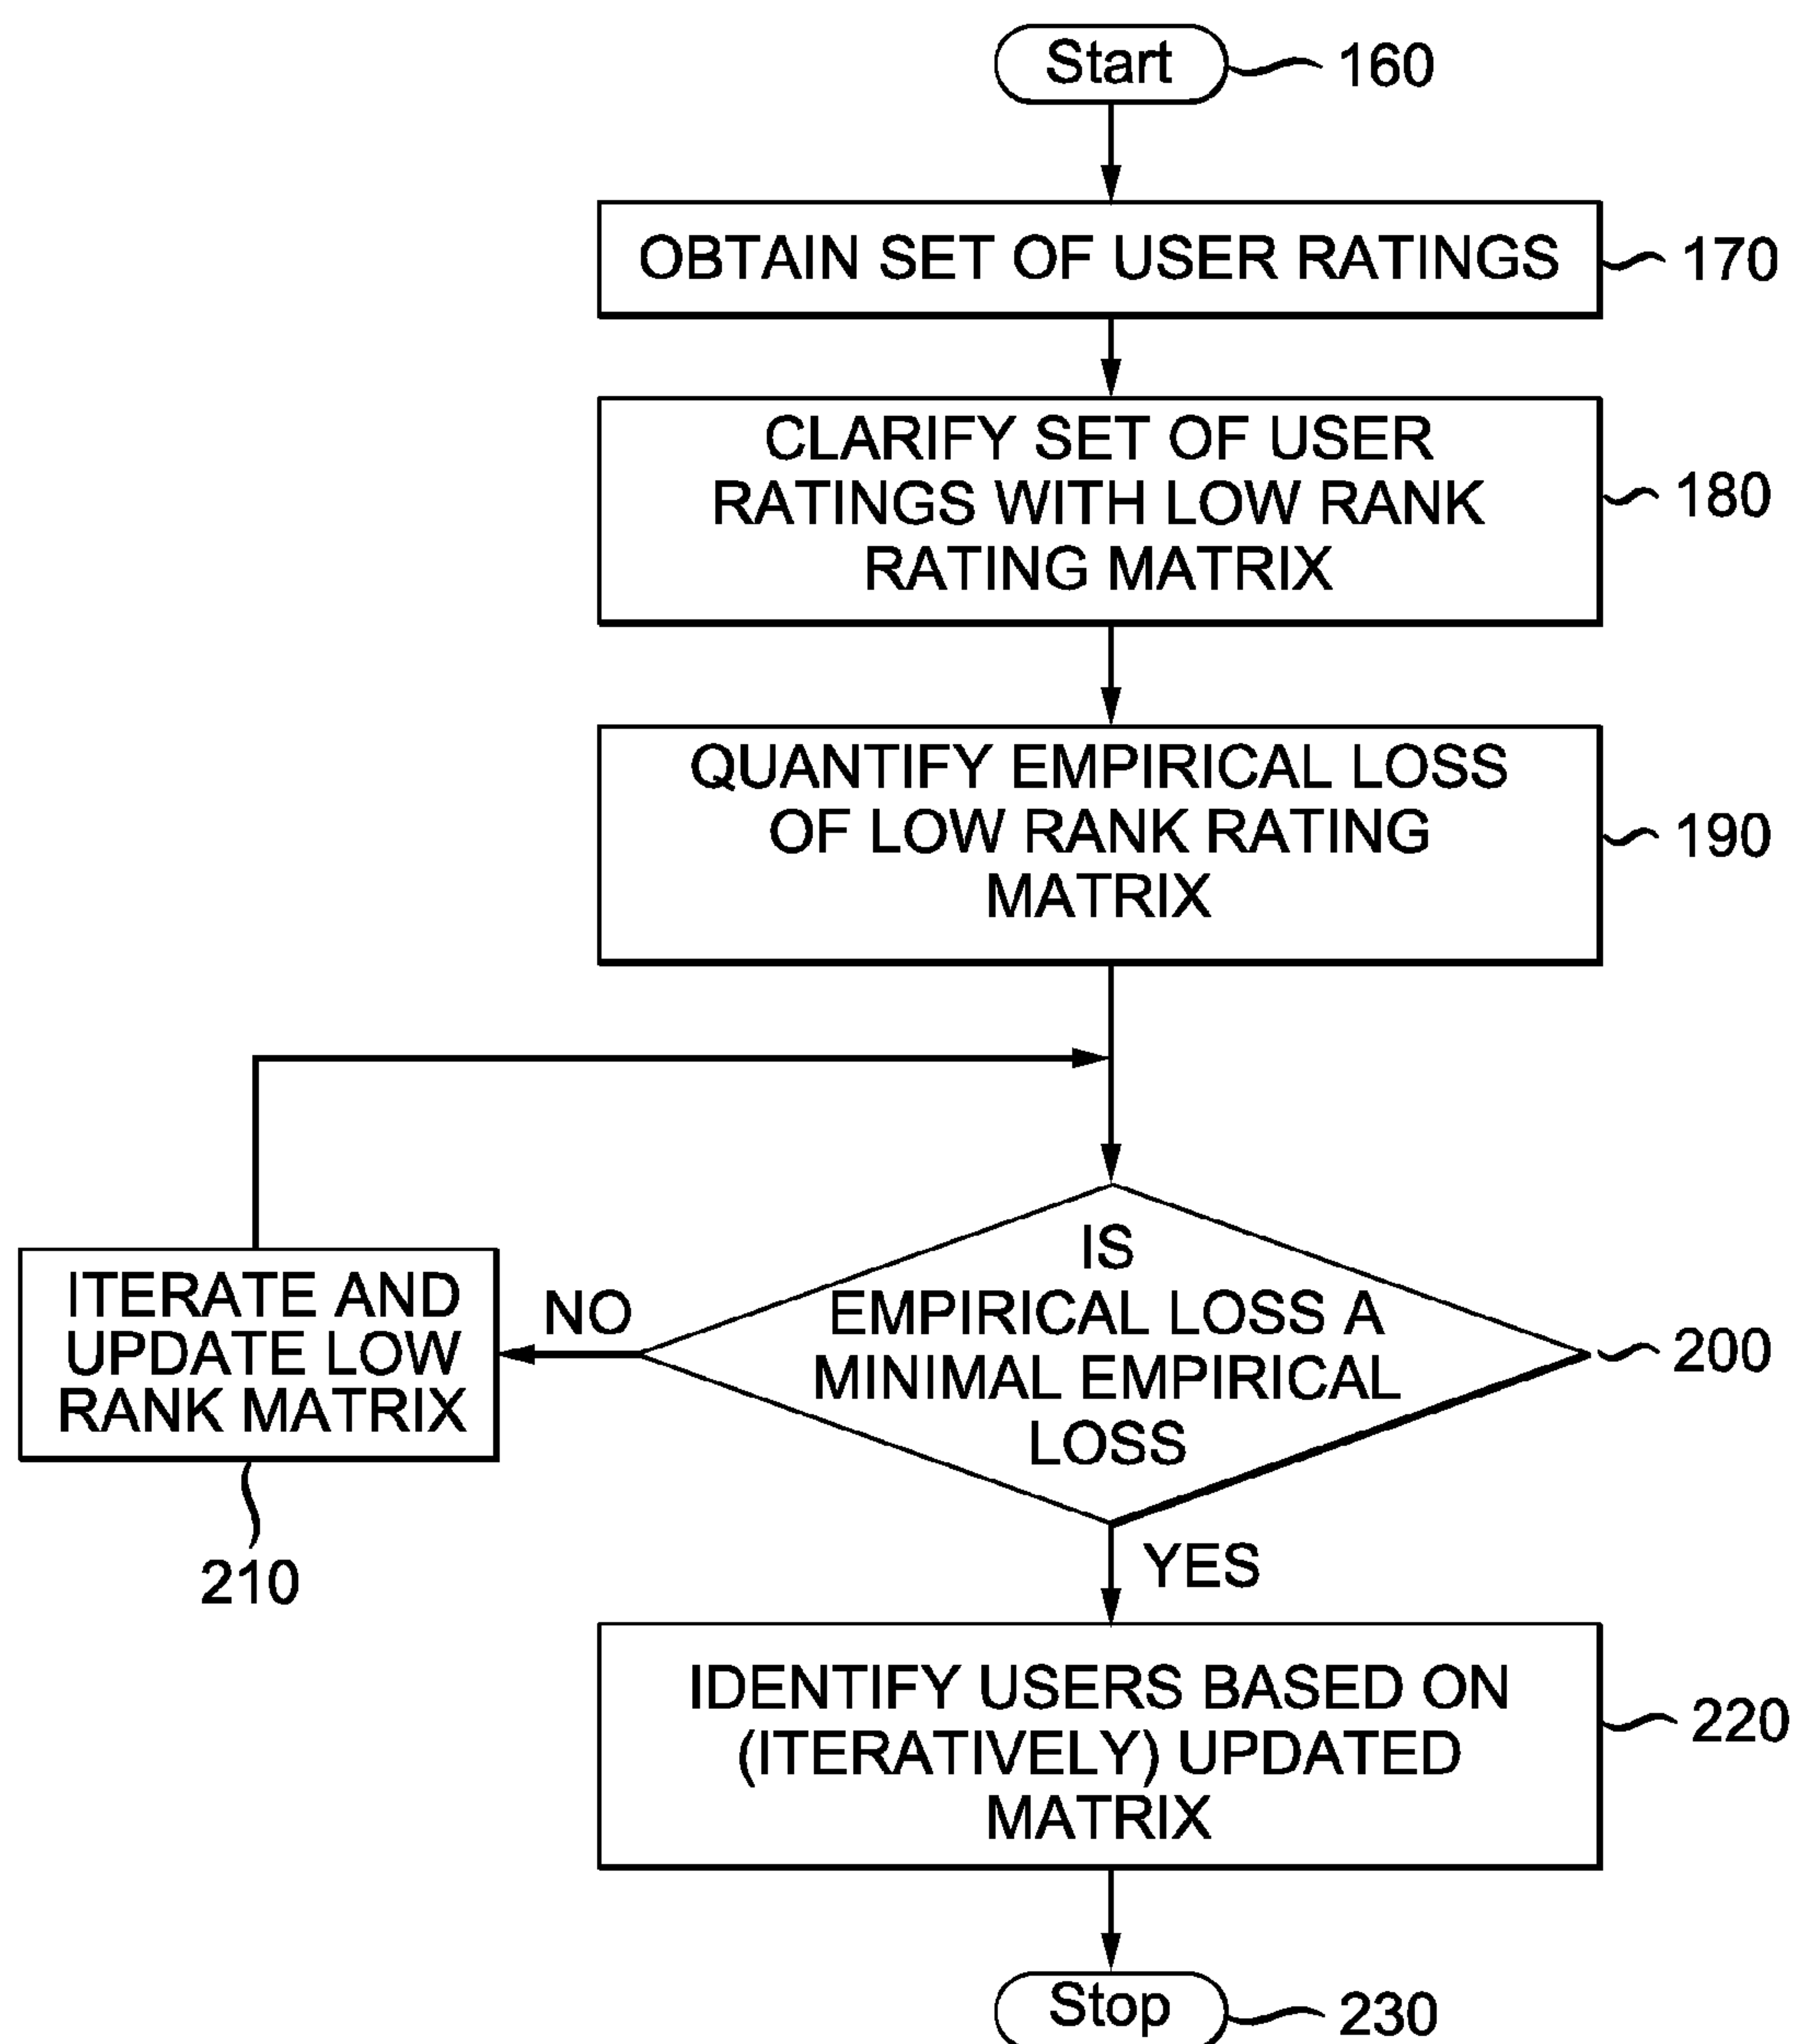 Start
160
OBTAIN SET OF USER RATINGS
170
CLARIFY SET OF USER
RATINGS WITH LOW RANK
RATING MATRIX
180
QUANTIFY EMPIRICAL LOSS
OF LOW RANK RATING
MATRIX
190
IS
EMPIRICAL LOSS A
MINIMAL EMPIRICAL
LOSS
200
NO
ITERATE AND
UPDATE LOW
RANK MATRIX
210
YES
IDENTIFY USERS BASED ON
(ITERATIVELY) UPDATED
MATRIX
220
Stop
230